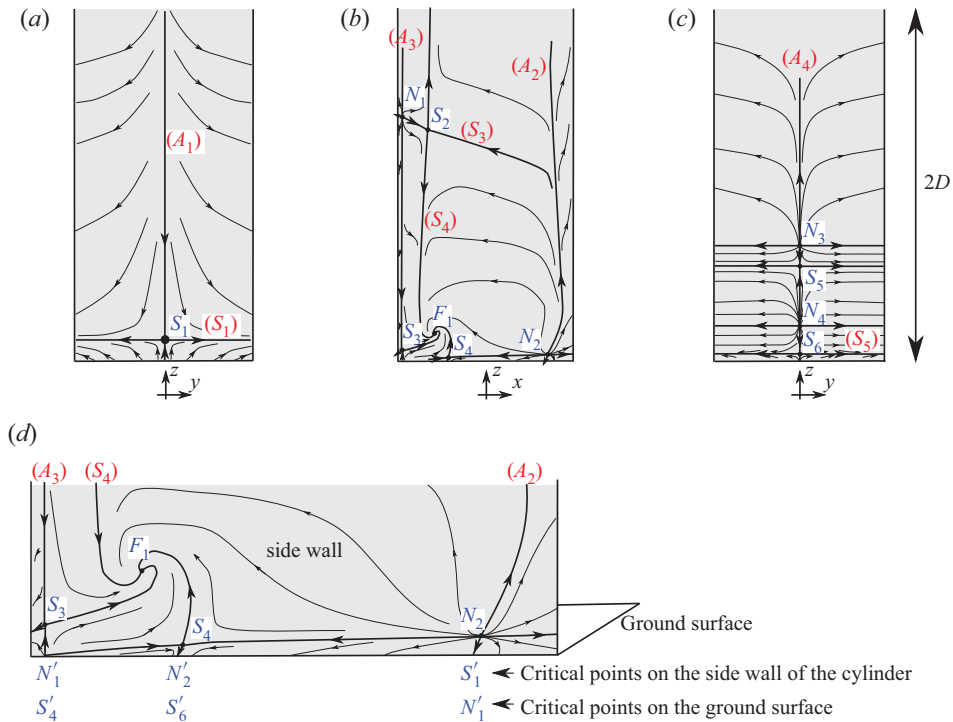 (a)
(b)
(c)
(A₁)
S₁
(S₁)
z
y
(A₃)
(A₂)
N₁
S₂
(S₃)
(S₄)
F₁
S₃
S₄
N₂
z
x
(A₄)
N₃
S₅
N₄
S₆
(S₅)
z
y
2D
(d)
(A₃) (S₄) (A₂)
F₁
side wall
S₃
S₄
N₂
Ground surface
N′₁ N′₂ S′₁ Critical points on the side wall of the cylinder
S′₄ S′₆ N′₁ Critical points on the ground surface